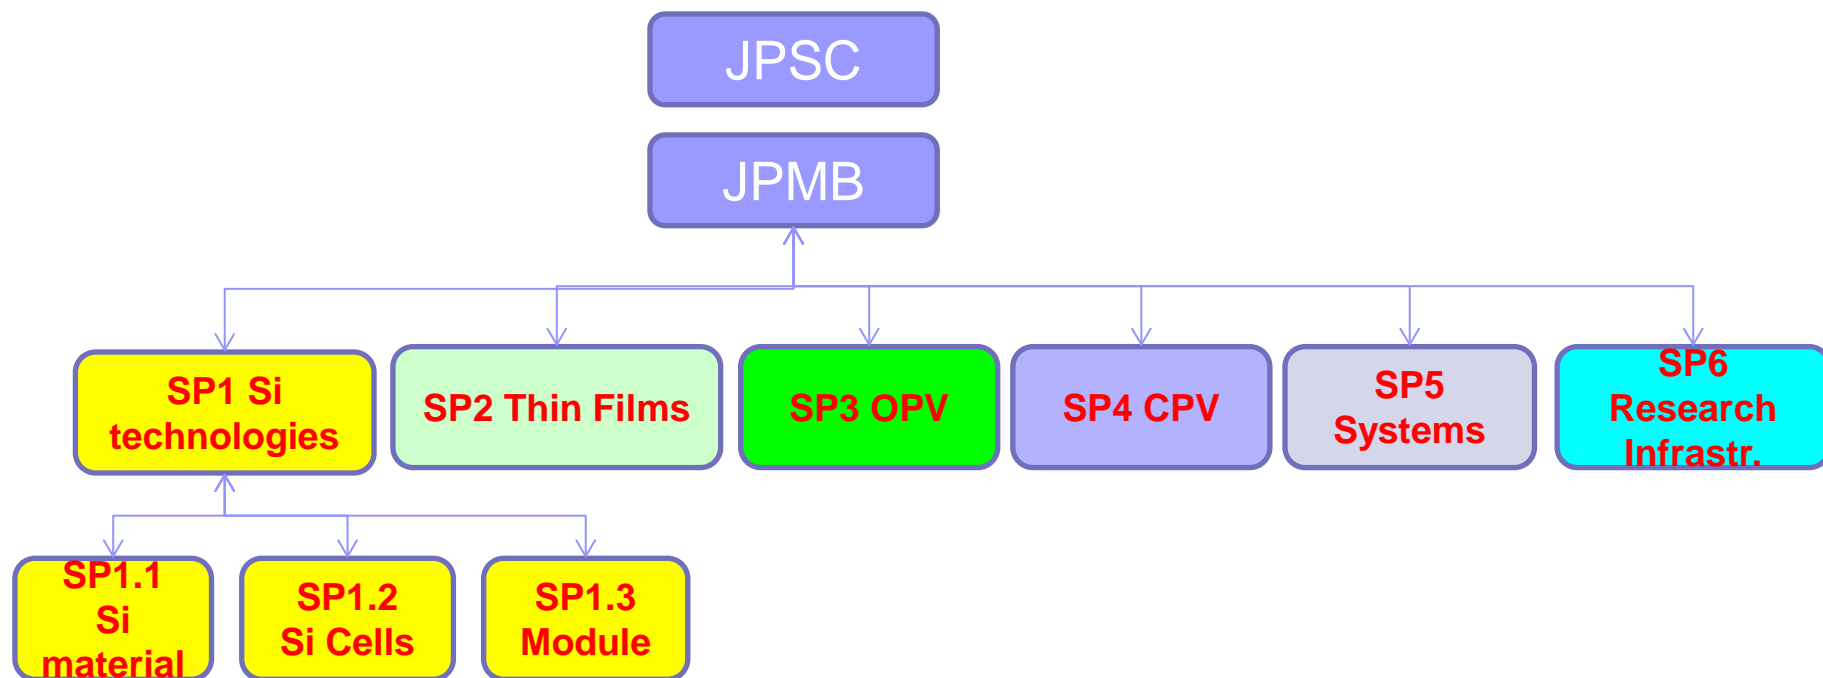 JPSC
JPMB
SP1 Si
technologies
SP2 Thin Films
SP3 OPV
SP4 CPV
SP5
Systems
SP6
Research
Infrastr.
SP1.1
Si
material
SP1.2
Si Cells
SP1.3
Module